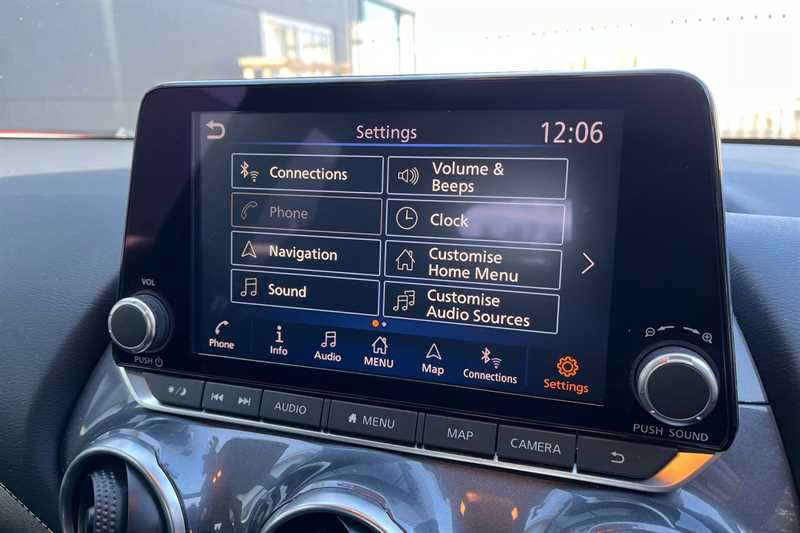 Settings
12:06
Connections
Volume &
Beeps
Phone
Clock
Navigation
Customise
Home Menu
Sound
Customise
Audio Sources
Phone
Info
Audio
MENU
Map
Connections
Settings
VOL
PUSH
PUSH SOUND
AUDIO
MENU
MAP
CAMERA